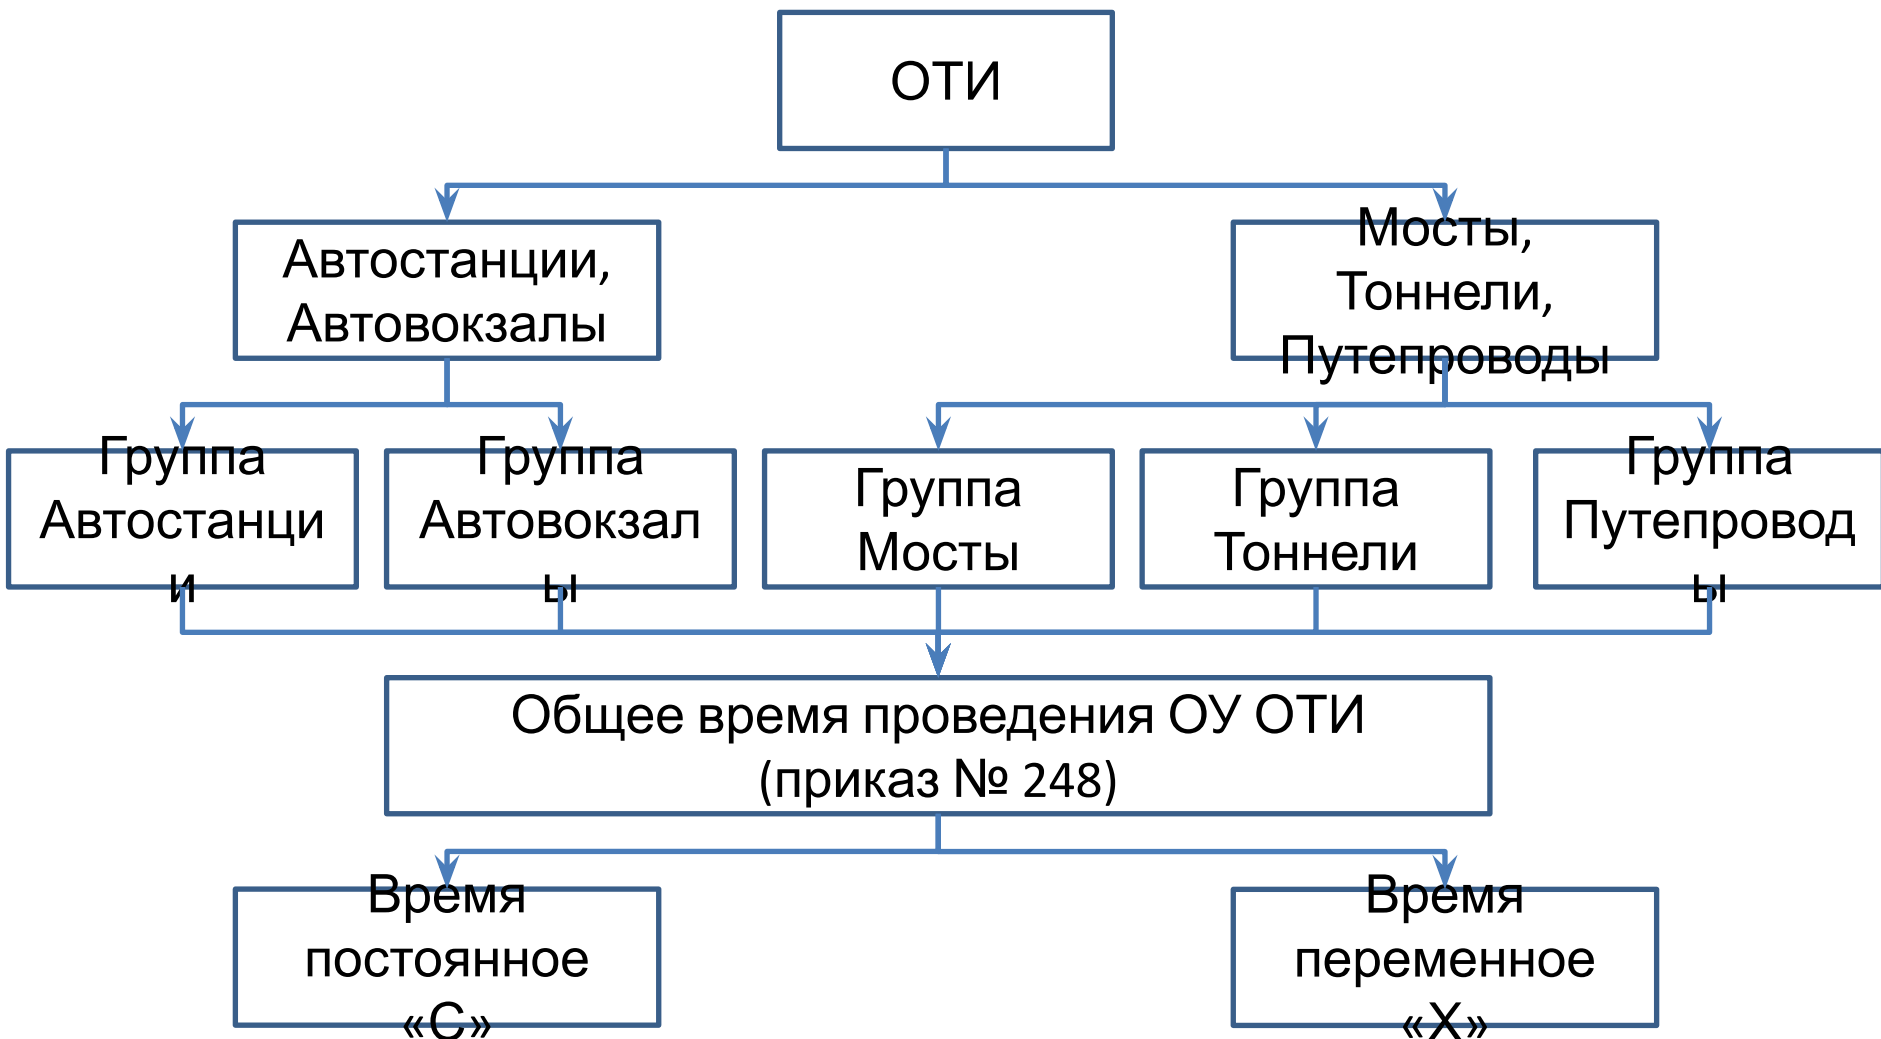 ОТИ
Автостанции,
Автовокзалы
Мосты,
Тоннели,
Путепроводы
Группа
Автостанци
и
Группа
Автовокзал
ы
Группа
Мосты
Группа
Тоннели
Группа
Путепровод
ы
Общее время проведения ОУ ОТИ
(приказ № 248)
Время
постоянное
«С»
Время
переменное
«Х»